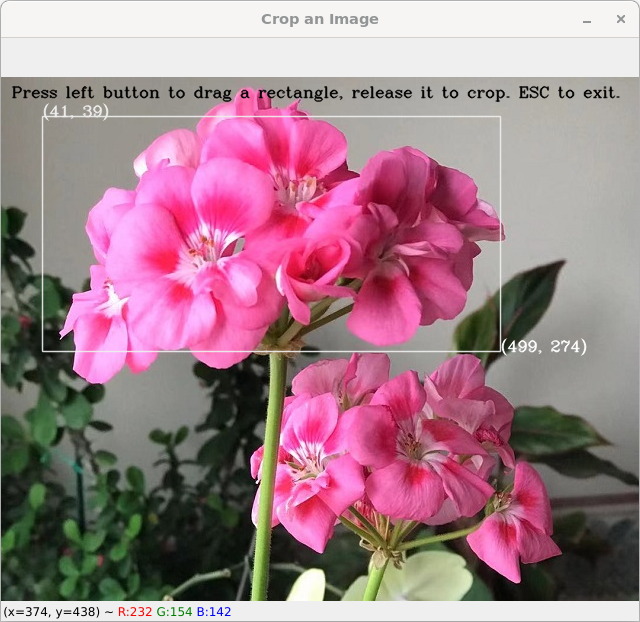 Crop an Image
Press left button to drag a rectangle, release it to crop. ESC to exit.
(41, 39)
(499, 274)
(x=374, y=438) ~ R:232 G:154 B:142